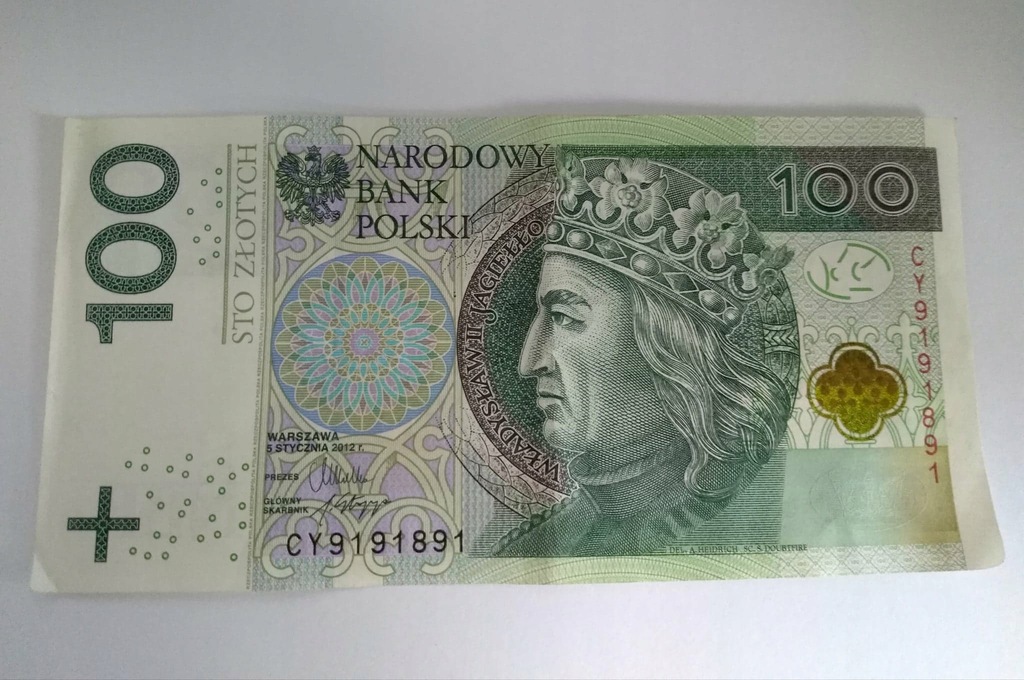 100
STO ZŁOTYCH
NARODOWY
BANK
POLSKI
WŁADYSŁAW II JAGIEŁŁO
100
CY9191891
WARSZAWA
5 STYCZNIA 2012 r.
PREZES
GŁÓWNY
SKARBNIK
CY9191891
DEL. A. HEIDRICH SC. S. DOUBTFIRE